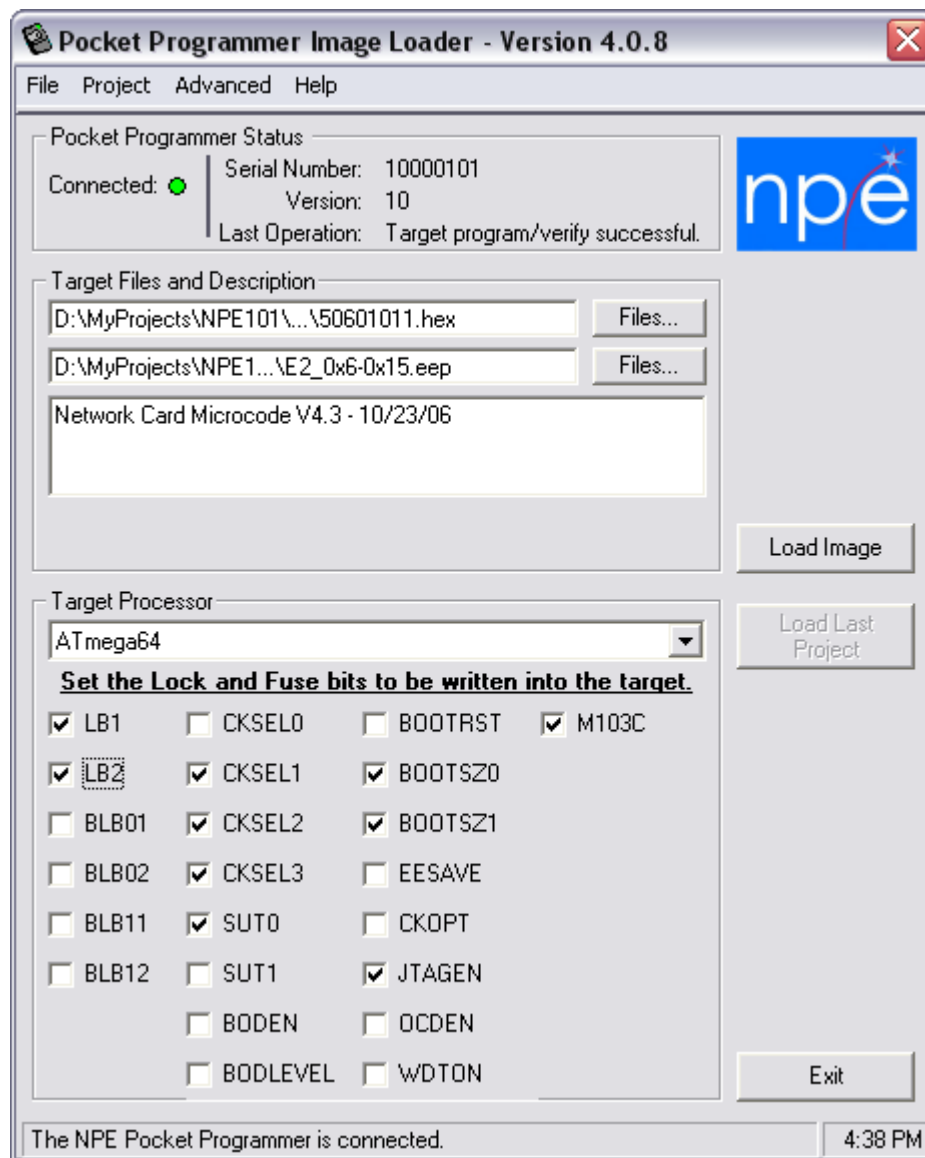 Pocket Programmer Image Loader - Version 4.0.8
File Project Advanced Help
Pocket Programmer Status
Connected:
Serial Number: 10000101
Version: 10
Last Operation: Target program/verify successful.
npe
Target Files and Description
D:\MyProjects\NPE101\...\50601011.hex Files...
D:\MyProjects\NPE1...\E2_0x6-0x15.eep Files...
Network Card Microcode V4.3 - 10/23/06
Load Image
Target Processor
ATmega64
Load Last
Project
Set the Lock and Fuse bits to be written into the target.
LB1 CKSEL0 BOOTRST M103C
LB2 CKSEL1 BOOTSZ0
BLB01 CKSEL2 BOOTSZ1
BLB02 CKSEL3 EESAVE
BLB11 SUT0 CKOPT
BLB12 SUT1 JTAGEN
BODEN OCDEN
BODLEVEL WDTON
Exit
The NPE Pocket Programmer is connected. 4:38 PM